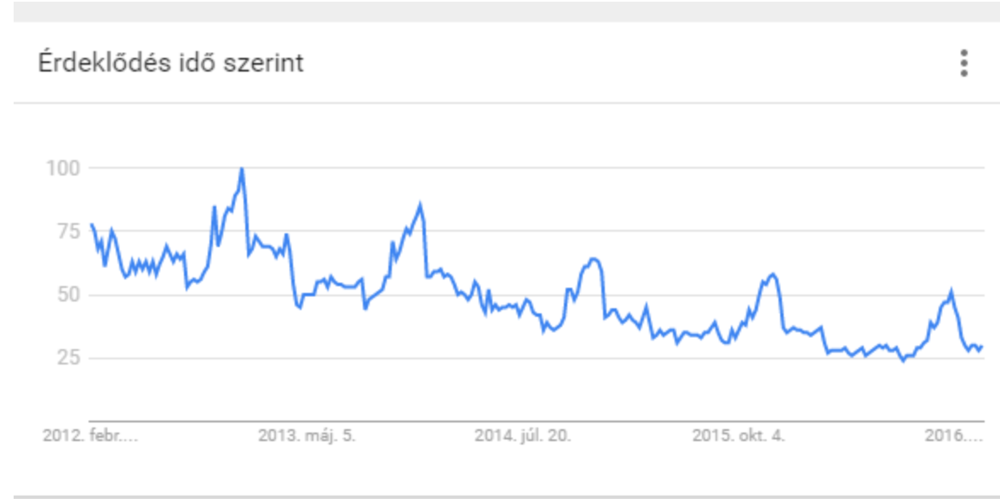 Érdeklődés idő szerint
100
75
50
25
2012. febr.... 2013. máj. 5. 2014. júl. 20. 2015. okt. 4. 2016....